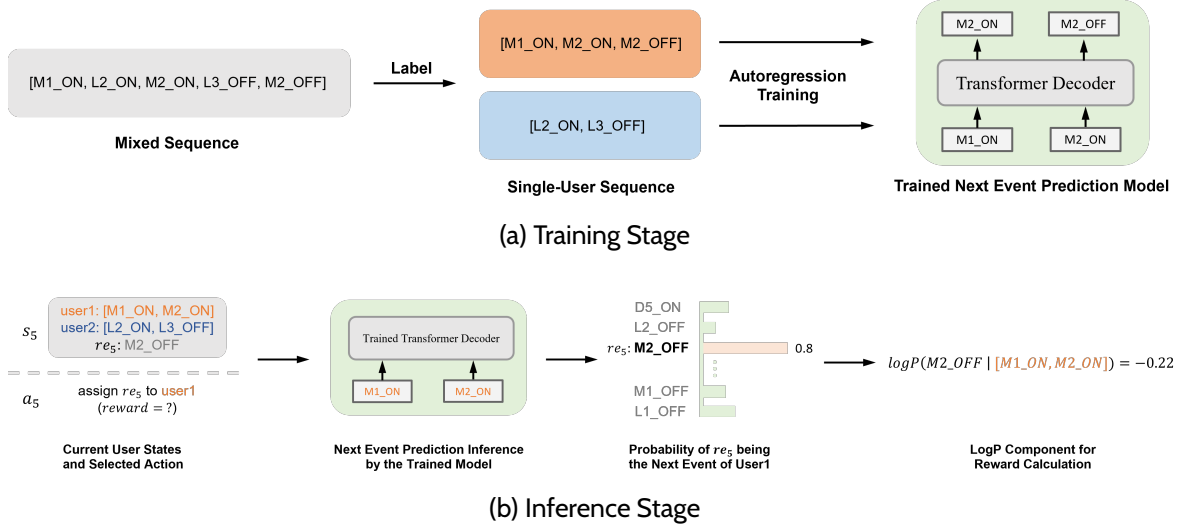 [M1_ON, L2_ON, M2_ON, L3_OFF, M2_OFF]
Mixed Sequence
Label
[M1_ON, M2_ON, M2_OFF]
[L2_ON, L3_OFF]
Single-User Sequence
Autoregression
Training
M2_ON M2_OFF
Transformer Decoder
M1_ON M2_ON
Trained Next Event Prediction Model
(a) Training Stage
s5
user1: [M1_ON, M2_ON]
user2: [L2_ON, L3_OFF]
re5: M2_OFF
a5
assign re5 to user1
(reward = ?)
Current User States
and Selected Action
Trained Transformer Decoder
M1_ON M2_ON
Next Event Prediction Inference
by the Trained Model
D5_ON
L2_OFF
re5: M2_OFF 0.8
M1_OFF
L1_OFF
Probability of re5 being
the Next Event of User1
logP(M2_OFF | [M1_ON, M2_ON]) = −0.22
LogP Component for
Reward Calculation
(b) Inference Stage